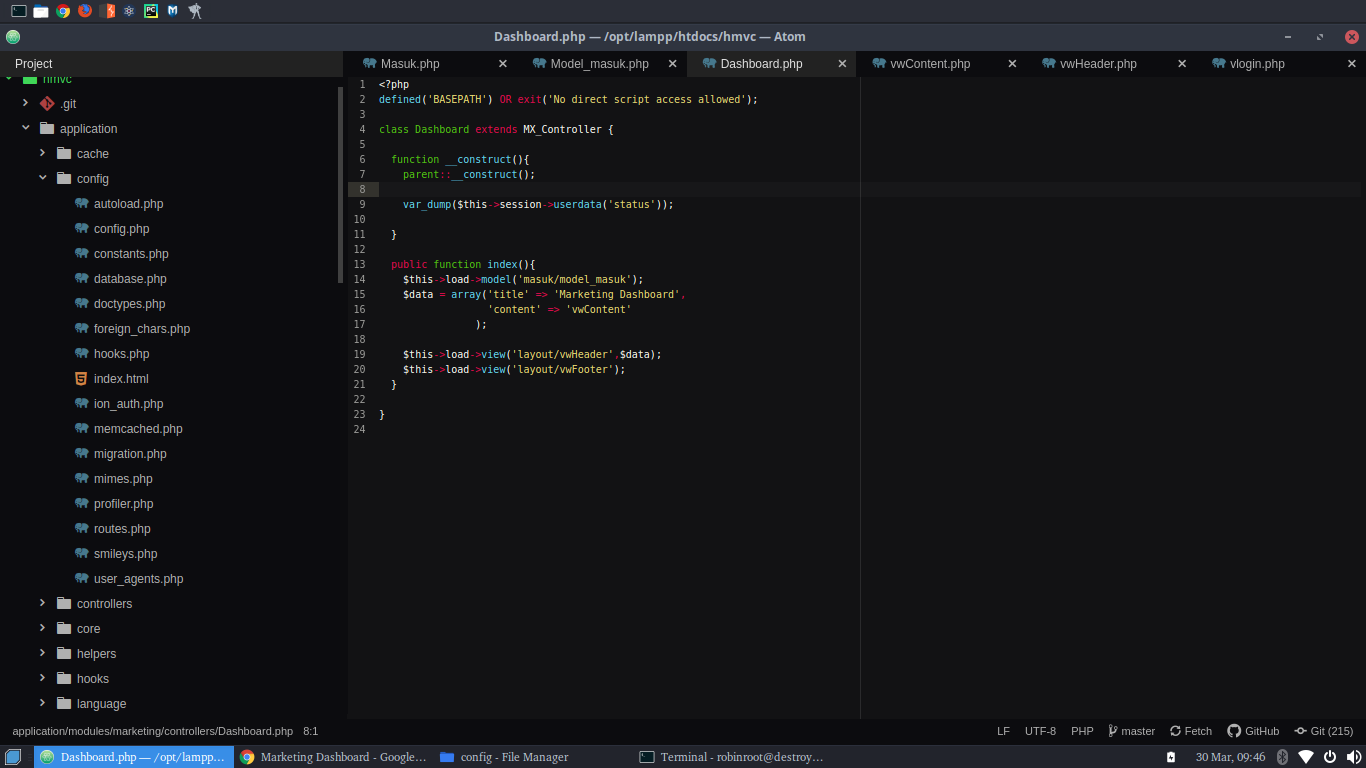 PC
Dashboard.php — /opt/lampp/htdocs/hmvc — Atom
Project
Masuk.php
Model_masuk.php
Dashboard.php
vwContent.php
vwHeader.php
vlogin.php
hmvc
.git
application
cache
config
autoload.php
config.php
constants.php
database.php
doctypes.php
foreign_chars.php
hooks.php
index.html
ion_auth.php
memcached.php
migration.php
mimes.php
profiler.php
routes.php
smileys.php
user_agents.php
controllers
core
helpers
hooks
language
1 <?php
2 defined('BASEPATH') OR exit('No direct script access allowed');
3
4 class Dashboard extends MX_Controller {
5
6 function __construct(){
7 parent::__construct();
8
9 var_dump($this->session->userdata('status'));
10
11 }
12
13 public function index(){
14 $this->load->model('masuk/model_masuk');
15 $data = array('title' => 'Marketing Dashboard',
16 'content' => 'vwContent'
17 );
18
19 $this->load->view('layout/vwHeader',$data);
20 $this->load->view('layout/vwFooter');
21 }
22
23 }
24
application/modules/marketing/controllers/Dashboard.php 8:1
LF UTF-8 PHP master Fetch GitHub Git (215)
Dashboard.php — /opt/lampp... Marketing Dashboard - Google... config - File Manager Terminal - robinroot@destroy... 30 Mar, 09:46